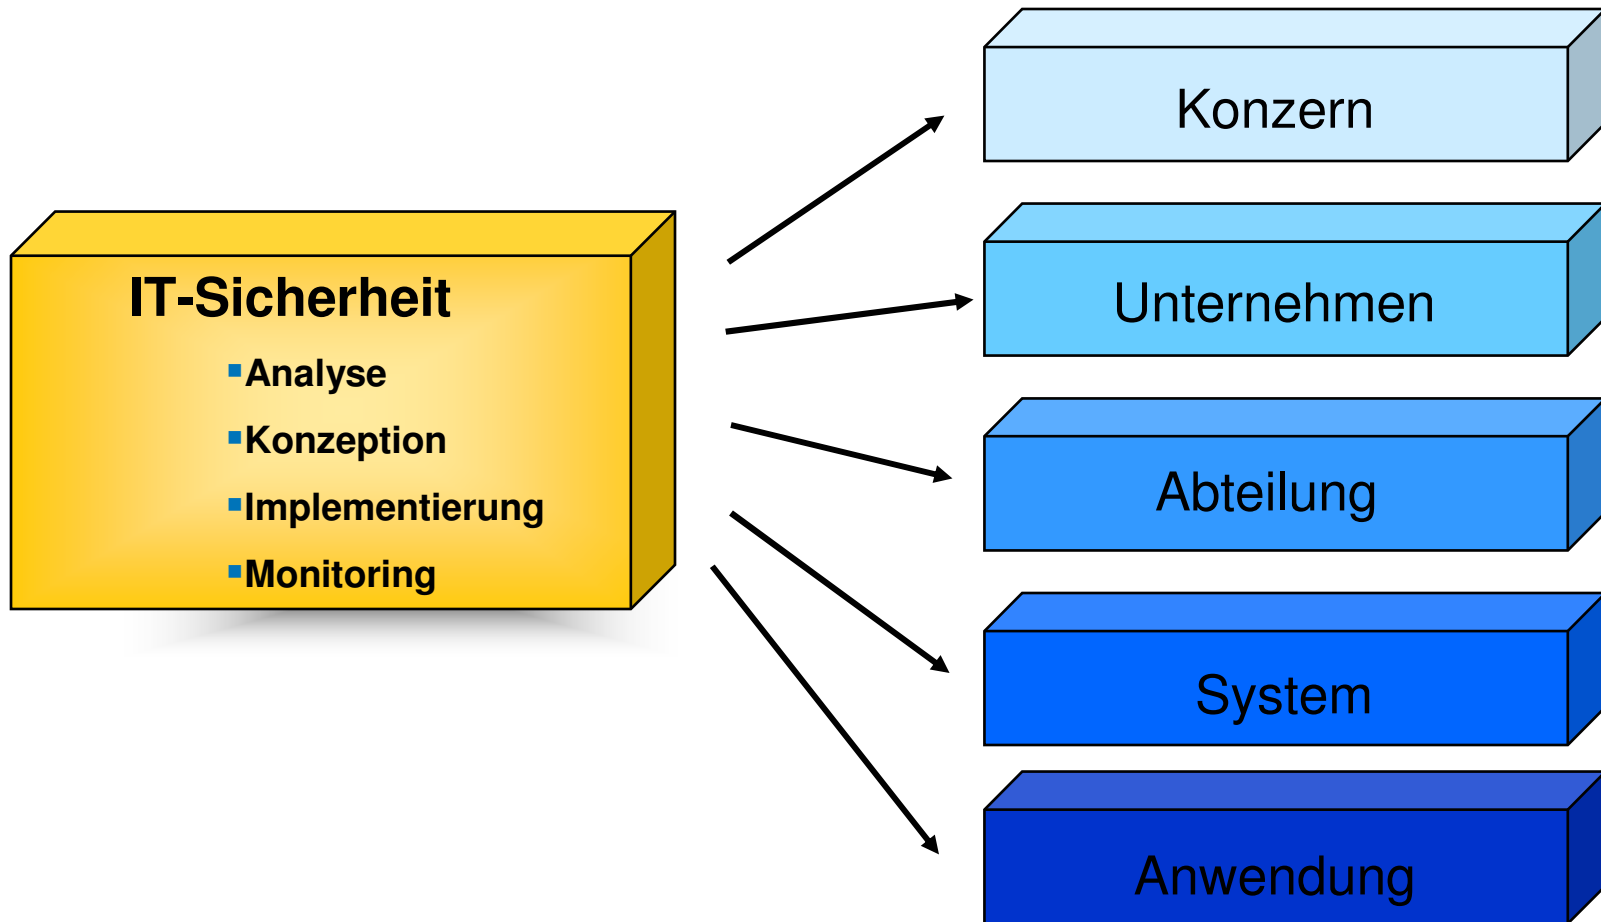 IT-Sicherheit
▪Analyse
▪Konzeption
▪Implementierung
▪Monitoring
Konzern
Unternehmen
Abteilung
System
Anwendung